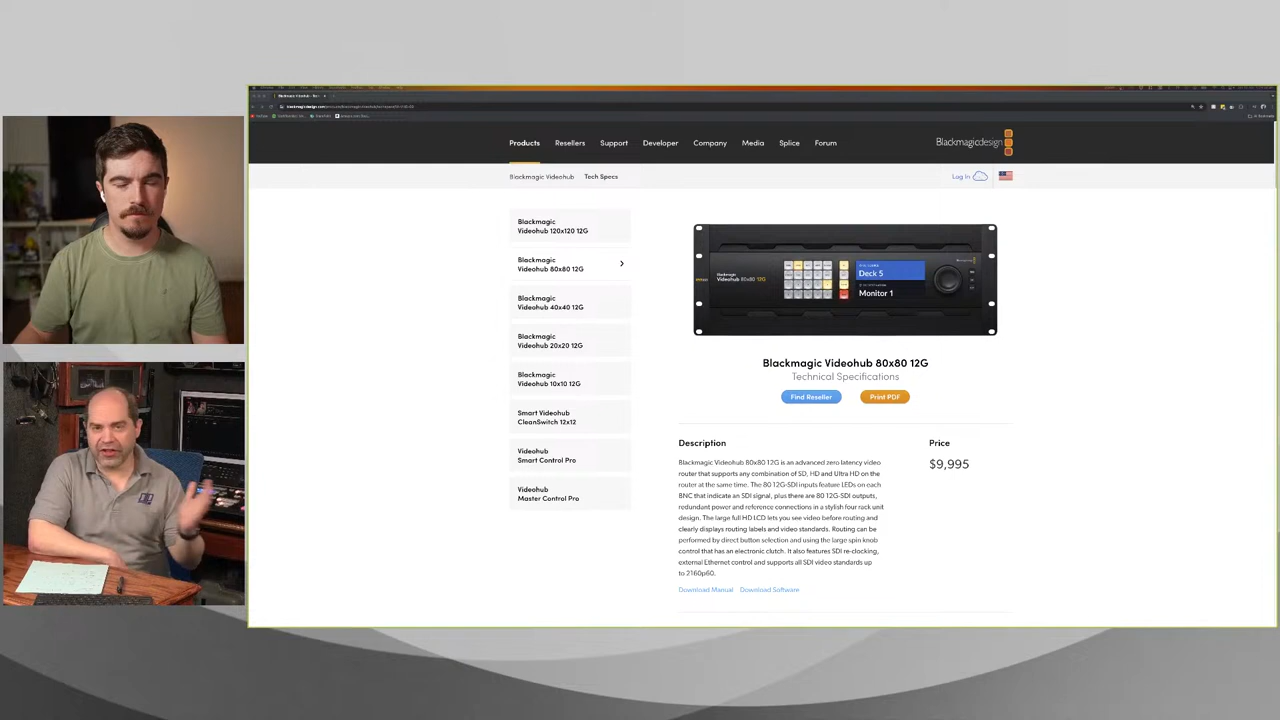 Products
Resellers
Support
Developer
Company
Media
Splice
Forum
Blackmagicdesign
Blackmagic Videohub
Tech Specs
Log In
Blackmagic
Videohub 120x120 12G
Blackmagic
Videohub 80x80 12G
Blackmagic
Videohub 40x40 12G
Blackmagic
Videohub 20x20 12G
Blackmagic
Videohub 10x10 12G
Smart Videohub
CleanSwitch 12x12
Videohub
Smart Control Pro
Videohub
Master Control Pro
Blackmagic
Videohub 80x80 12G
Deck 5
Monitor 1
Blackmagic Videohub 80x80 12G
Technical Specifications
Find Reseller
Print PDF
Description
Blackmagic Videohub 80x80 12G is an advanced zero latency video
router that supports any combination of SD, HD and Ultra HD on the
router at the same time. The 80 12G-SDI inputs feature LEDs on each
BNC that indicate an SDI signal, plus there are 80 12G-SDI outputs,
redundant power and reference connections in a stylish four rack unit
design. The large full HD LCD lets you see video before routing and
clearly displays routing labels and video standards. Routing can be
performed by direct button selection and using the large spin knob
control that has an electronic clutch. It also features SDI re-clocking,
external Ethernet control and supports all SDI video standards up
to 2160p60.
Download Manual
Download Software
Price
$9,995